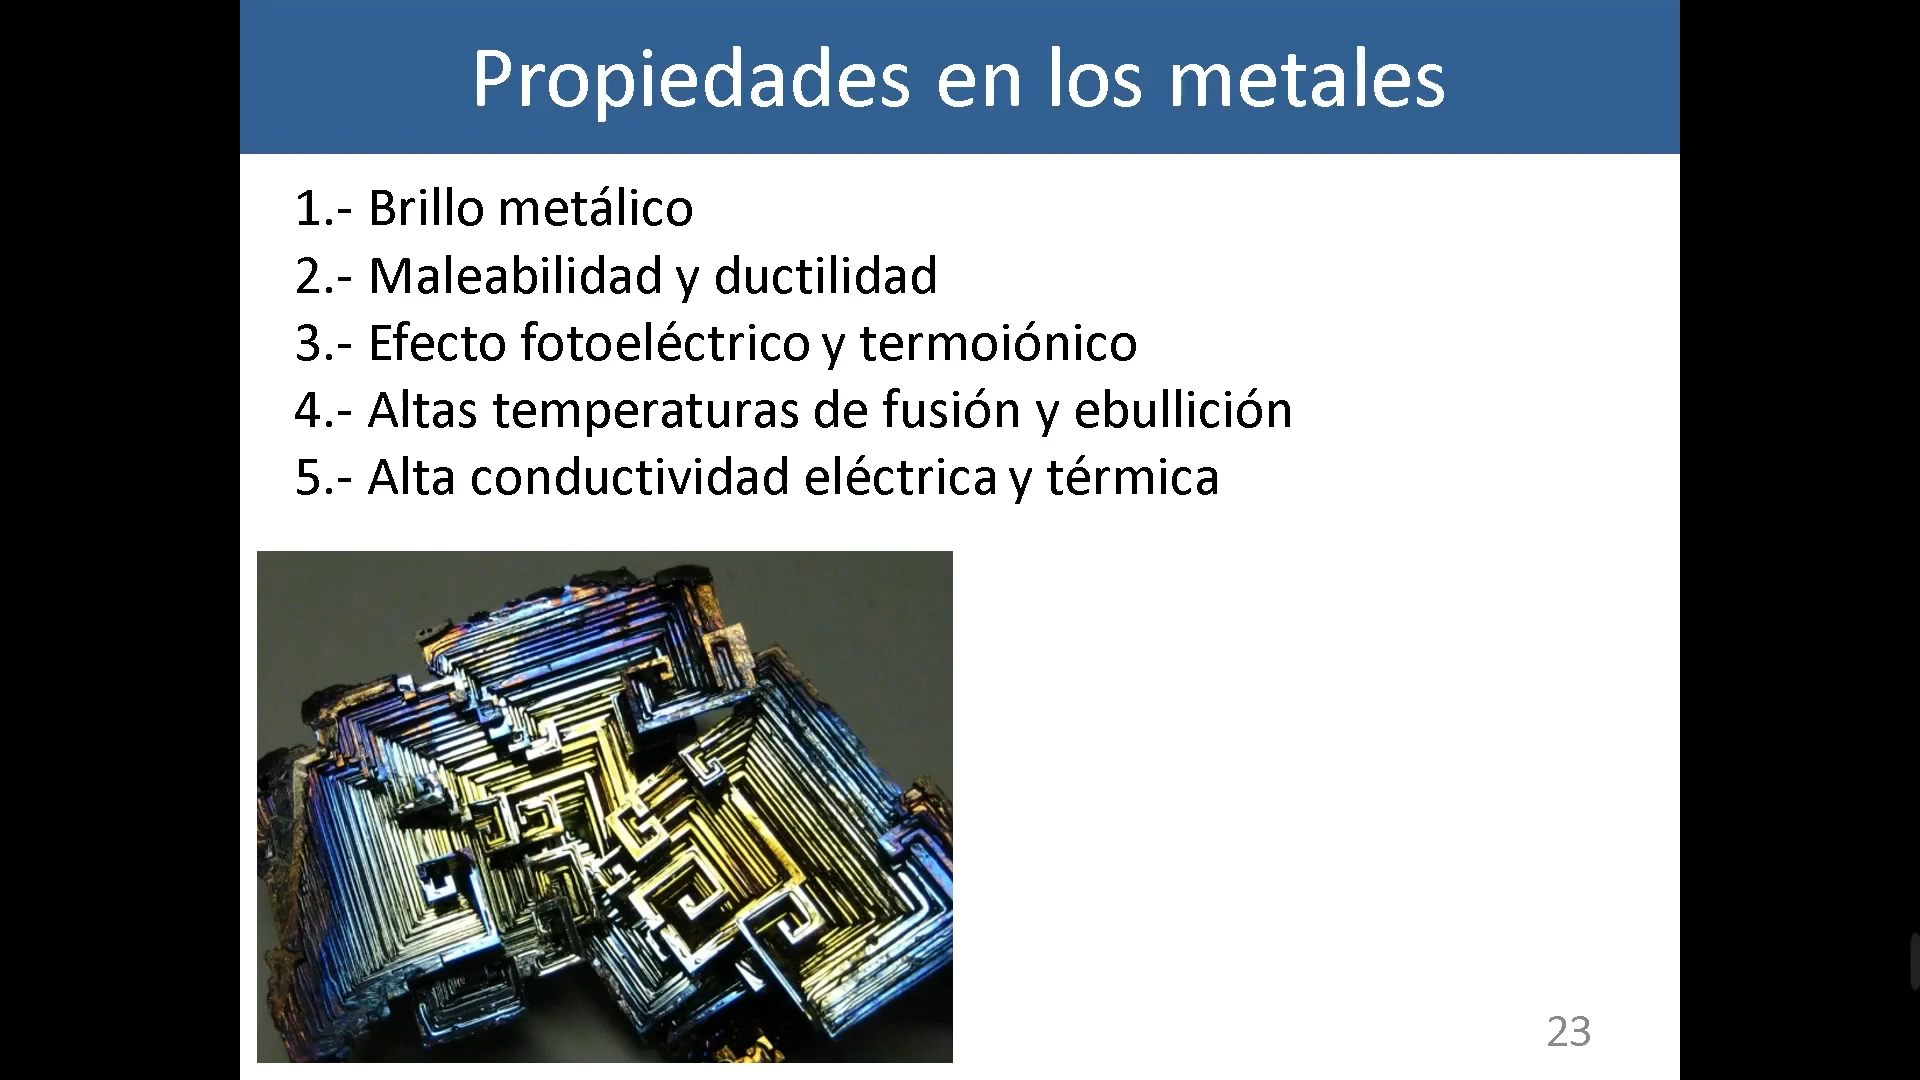 Propiedades en los metales
1.- Brillo metálico
2.- Maleabilidad y ductilidad
3.- Efecto fotoeléctrico y termoiónico
4.- Altas temperaturas de fusión y ebullición
5.- Alta conductividad eléctrica y térmica
23